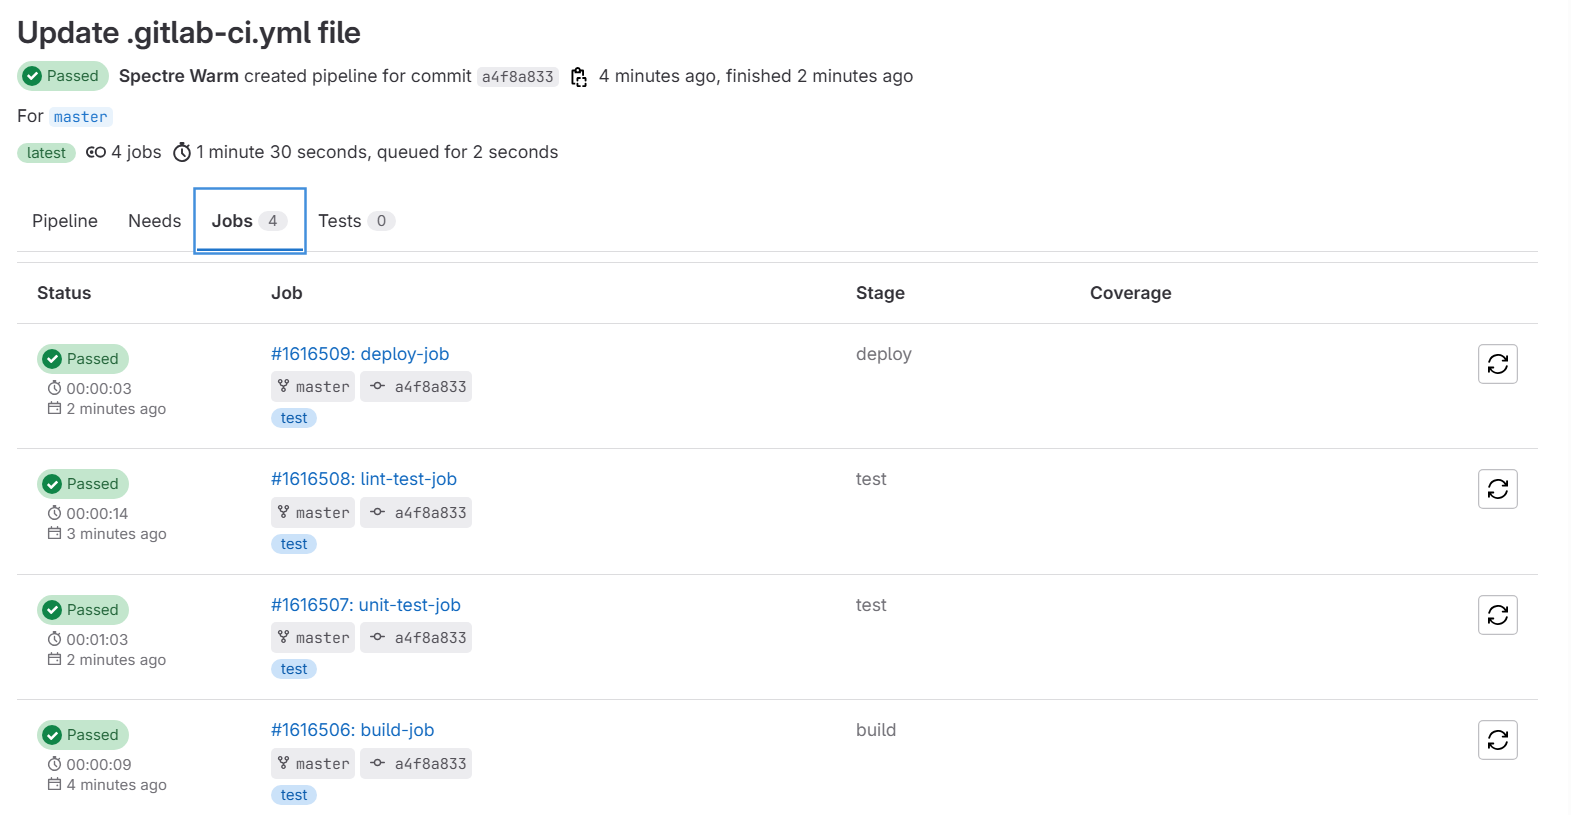 Update .gitlab-ci.yml file
Passed Spectre Warm created pipeline for commit a4f8a833 4 minutes ago, finished 2 minutes ago
For master
latest 4 jobs 1 minute 30 seconds, queued for 2 seconds
Pipeline Needs Jobs 4 Tests 0
Status Job Stage Coverage
Passed #1616509: deploy-job deploy
00:00:03 master a4f8a833
2 minutes ago
test
Passed #1616508: lint-test-job test
00:00:14 master a4f8a833
3 minutes ago
test
Passed #1616507: unit-test-job test
00:01:03 master a4f8a833
2 minutes ago
test
Passed #1616506: build-job build
00:00:09 master a4f8a833
4 minutes ago
test